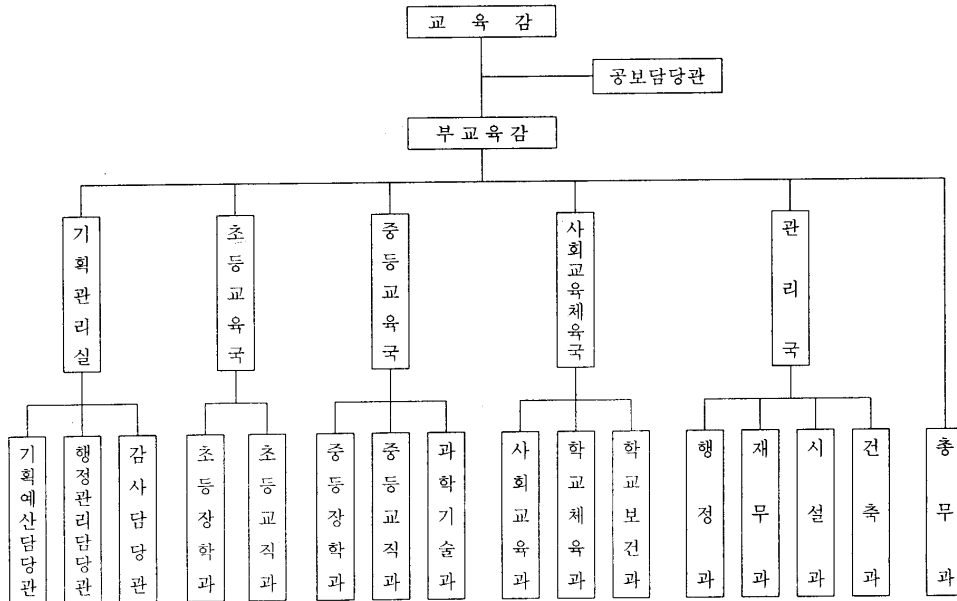 교 육 감
공보담당관
부교육감
기획관리실
초등교육국
중등교육국
사회교육체육국
관리국
기획예산담당관
행정관리담당관
감사담당관
초등장학과
초등교직과
중등장학과
중등교직과
과학기술과
사회교육과
학교체육과
학교보건과
행정과
재무과
시설과
건축과
총무과